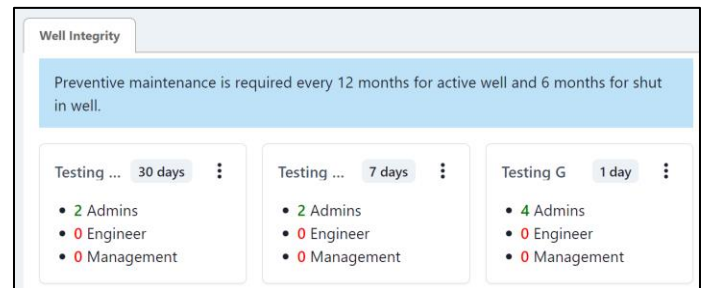 Well Integrity
Preventive maintenance is required every 12 months for active well and 6 months for shut
in well.
Testing ... 30 days
• 2 Admins
• 0 Engineer
• 0 Management
Testing ... 7 days
• 2 Admins
• 0 Engineer
• 0 Management
Testing G 1 day
• 4 Admins
• 0 Engineer
• 0 Management